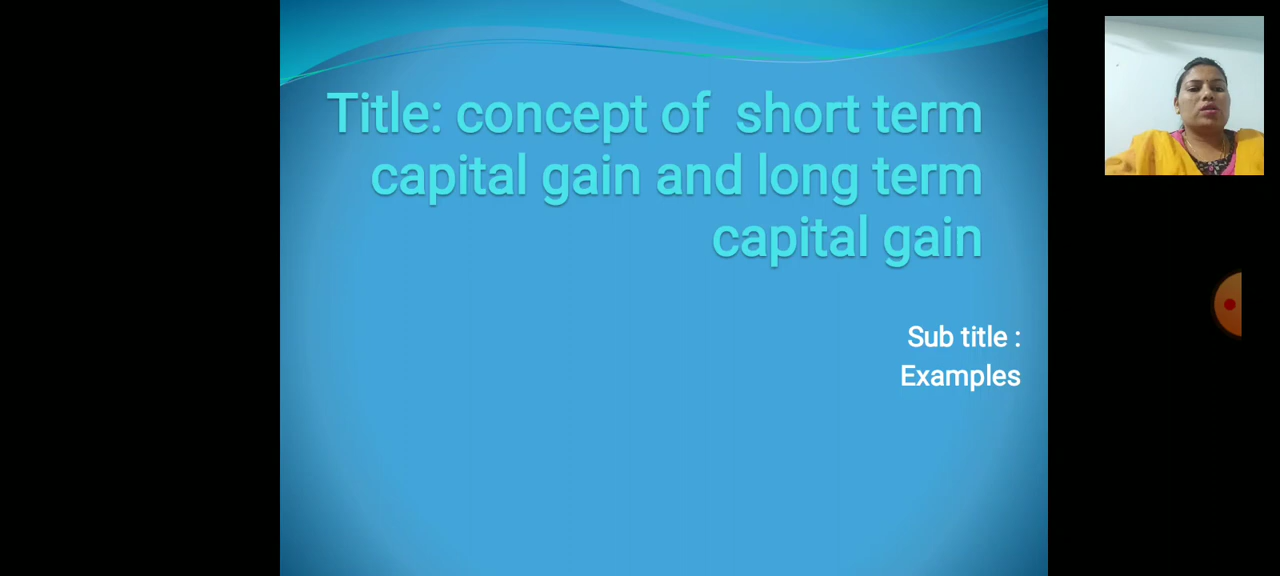 Title: concept of short term
capital gain and long term
capital gain
Sub title :
Examples